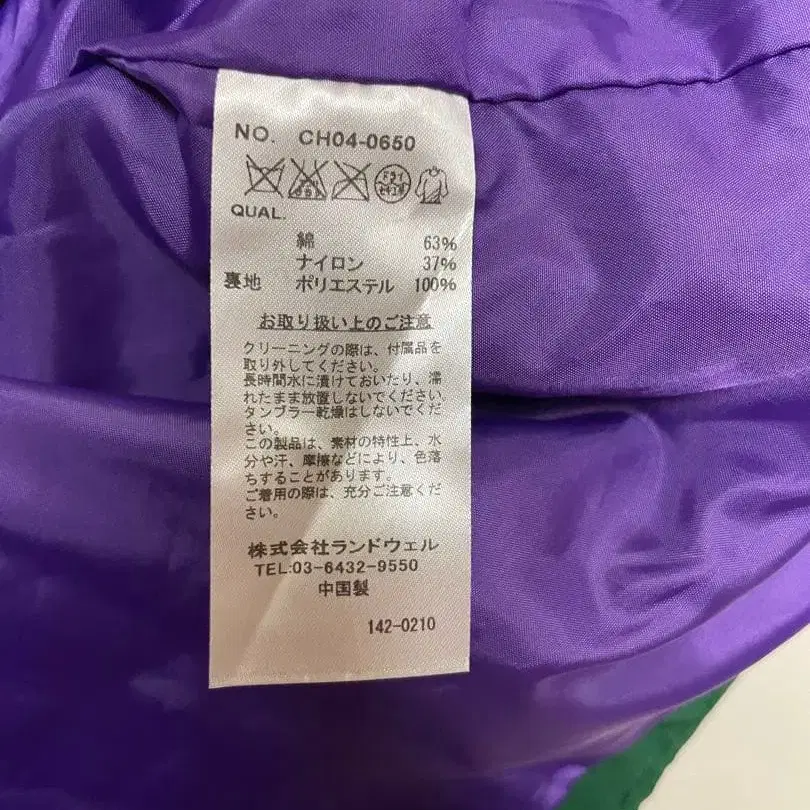 NO. CH04-0650
ドライ
セキユ系
QUAL.
綿 63%
ナイロン 37%
裏地 ポリエステル 100%
お取り扱い上のご注意
クリーニングの際は、付属品を
取り外してください。
長時間水に漬けておいたり、濡
れたまま放置しないでください。
タンブラー乾燥はしないでくだ
さい。
この製品は、素材の特性上、水
分や汗、摩擦などにより、色落
ちすることがあります。
ご着用の際は、充分ご注意くだ
さい。
株式会社ランドウェル
TEL:03-6432-9550
中国製
142-0210